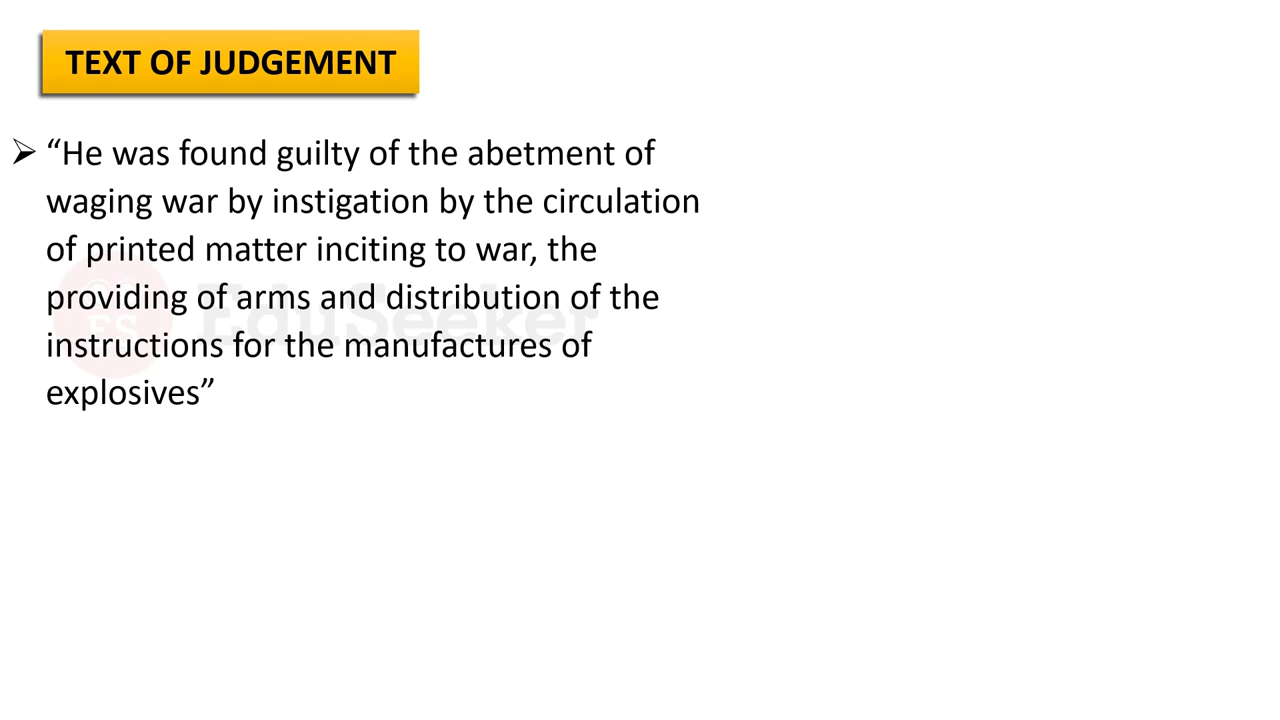 TEXT OF JUDGEMENT
➢ “He was found guilty of the abetment of
waging war by instigation by the circulation
of printed matter inciting to war, the
providing of arms and distribution of the
instructions for the manufactures of
explosives”
ES EduSeeker